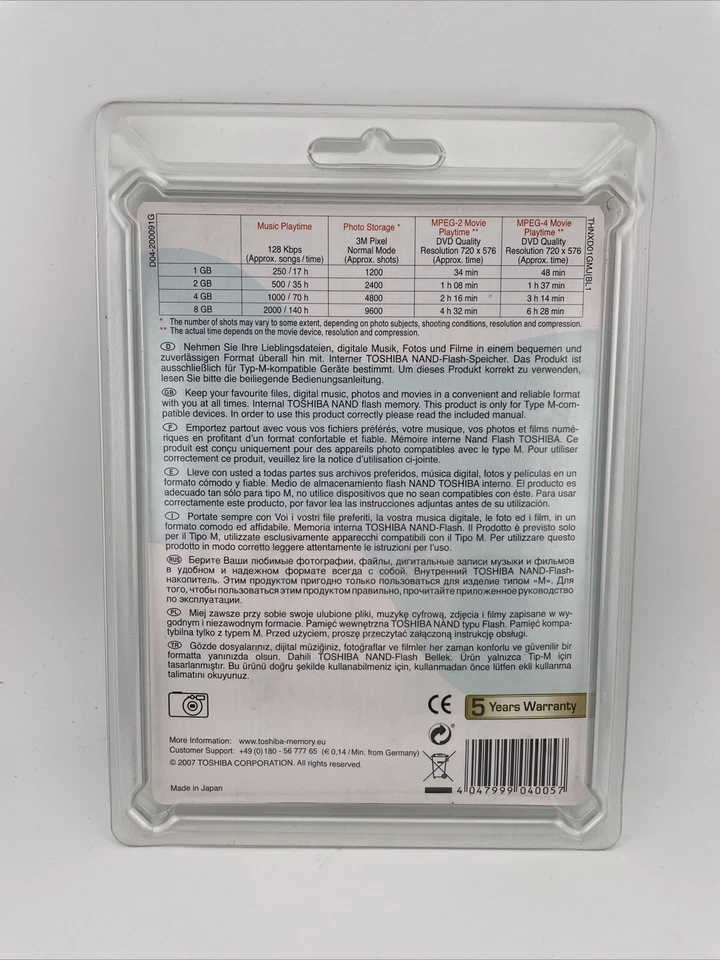 D04-200091G
THNXD01GMJ(BL1
Music Playtime Photo Storage * MPEG-2 Movie MPEG-4 Movie
Playtime ** Playtime **
3M Pixel DVD Quality DVD Quality
128 Kbps Normal Mode Resolution 720 x 576 Resolution 720 x 576
(Approx. songs / time) (Approx. shots) (Approx. time) (Approx. time)
1 GB 250 / 17 h 1200 34 min 48 min
2 GB 500 / 35 h 2400 1 h 08 min 1 h 37 min
4 GB 1000 / 70 h 4800 2 h 16 min 3 h 14 min
8 GB 2000 / 140 h 9600 4 h 32 min 6 h 28 min
* The number of shots may vary to some extent, depending on photo subjects, shooting conditions, resolution and compression.
** The actual time depends on the movie device, resolution and compression.
D Nehmen Sie Ihre Lieblingsdateien, digitale Musik, Fotos und Filme in einem bequemen und
zuverlässigen Format überall hin mit. Interner TOSHIBA NAND-Flash-Speicher. Das Produkt ist
ausschließlich für Typ-M-kompatible Geräte bestimmt. Um dieses Produkt korrekt zu verwenden,
lesen Sie bitte die beiliegende Bedienungsanleitung.
GB Keep your favourite files, digital music, photos and movies in a convenient and reliable format
with you at all times. Internal TOSHIBA NAND flash memory. This product is only for Type M-com-
patible devices. In order to use this product correctly please read the included manual.
F Emportez partout avec vous vos fichiers préférés, votre musique, vos photos et films numé-
riques en profitant d'un format confortable et fiable. Mémoire interne Nand Flash TOSHIBA. Ce
produit est conçu uniquement pour des appareils photo compatibles avec le type M. Pour utiliser
correctement ce produit, veuillez lire la notice d'utilisation ci-jointe.
E Lleve con usted a todas partes sus archivos preferidos, música digital, fotos y películas en un
formato cómodo y fiable. Medio de almacenamiento flash NAND TOSHIBA interno. El producto es
adecuado tan sólo para tipo M, no utilice dispositivos que no sean compatibles con éste. Para usar
correctamente este producto, por favor lea las instrucciones adjuntas antes de su utilización.
I Portate sempre con Voi i vostri file preferiti, la vostra musica digitale, le foto ed i film, in un
formato comodo ed affidabile. Memoria interna TOSHIBA NAND-Flash. Il Prodotto è previsto solo
per il Tipo M, utilizzate esclusivamente apparecchi compatibili con il Tipo M. Per utilizzare questo
prodotto in modo corretto leggere attentamente le istruzioni per l'uso.
RUS Берите Ваши любимые фотографии, файлы, дигитальные записи музыки и фильмов
в удобном и надежном формате всегда с собой. Внутренний TOSHIBA NAND-Flash-
накопитель. Этим продуктом пригодно только пользоваться для изделие типом «М». Для
того, чтобы пользоваться этим продуктом правильно, прочитайте приложенное руководство
по эксплуатации.
PL Miej zawsze przy sobie swoje ulubione pliki, muzykę cyfrową, zdjęcia i filmy zapisane w wy-
godnym i niezawodnym formacie. Pamięć wewnętrzna TOSHIBA NAND typu Flash. Pamięć kompa-
tybilna tylko z typem M. Przed użyciem, proszę przeczytać załączoną instrukcję obsługi.
TR Gözde dosyalarınız, dijital müziğiniz, fotoğraflar ve filmler her zaman konforlu ve güvenilir bir
formatta yanınızda olsun. Dahili TOSHIBA NAND-Flash Bellek. Ürün yalnızca Tip-M için
tasarlanmıştır. Bu ürünü doğru şekilde kullanabilmeniz için, kullanmadan önce lütfen ekli kullanma
talimatını okuyunuz.
CE 5 Years Warranty
More Information: www.toshiba-memory.eu
Customer Support: +49 (0) 180 - 56 777 65 (€ 0,14 / Min. from Germany)
© 2007 TOSHIBA CORPORATION. All rights reserved.
Made in Japan
4 047999 040057